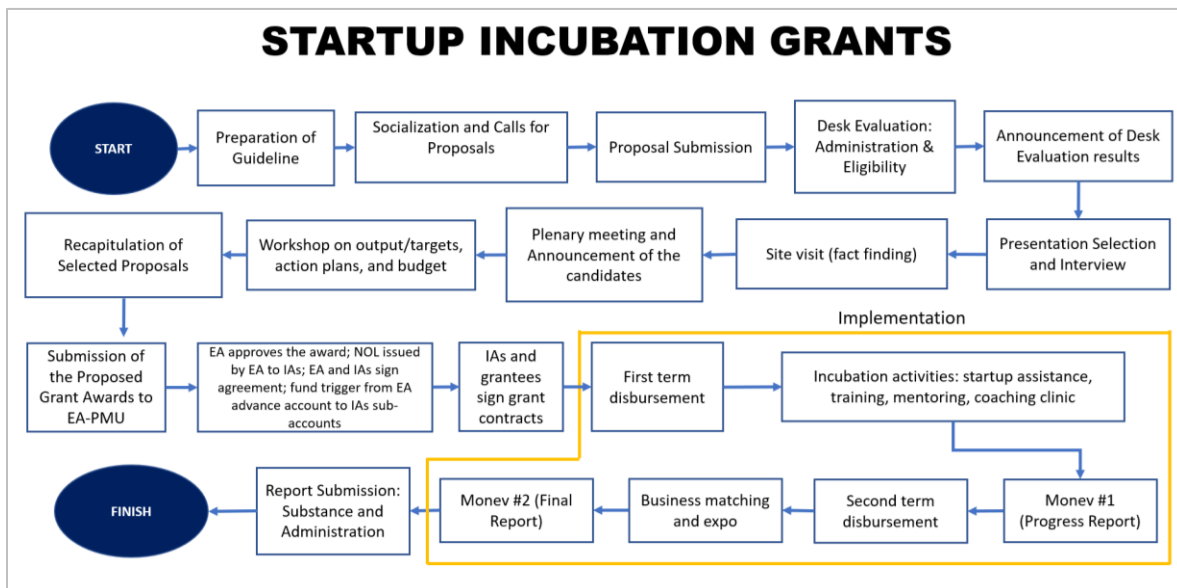 STARTUP INCUBATION GRANTS
START
Preparation of
Guideline
Socialization and Calls for
Proposals
Proposal Submission
Desk Evaluation:
Administration &
Eligibility
Announcement of Desk
Evaluation results
Presentation Selection
and Interview
Site visit (fact finding)
Plenary meeting and
Announcement of the
candidates
Workshop on output/targets,
action plans, and budget
Recapitulation of
Selected Proposals
Submission of
the Proposed
Grant Awards to
EA-PMU
EA approves the award; NOL issued
by EA to IAs; EA and IAs sign
agreement; fund trigger from EA
advance account to IAs sub-
accounts
IAs and
grantees
sign grant
contracts
Implementation
First term
disbursement
Incubation activities: startup assistance,
training, mentoring, coaching clinic
Monev #1
(Progress Report)
Second term
disbursement
Business matching
and expo
Monev #2 (Final
Report)
Report Submission:
Substance and
Administration
FINISH